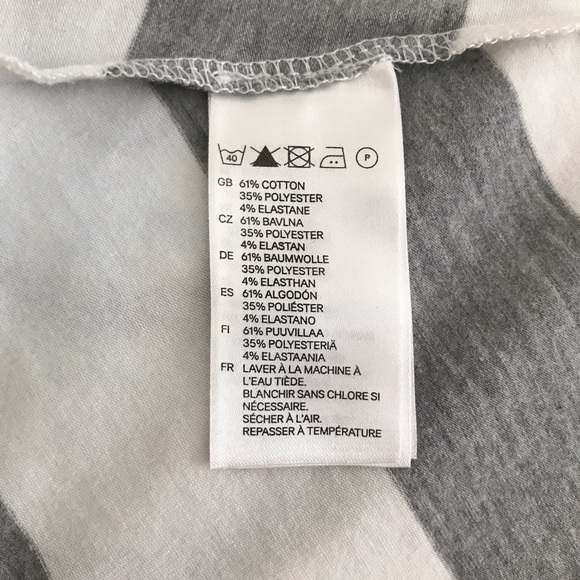 40 P
GB 61% COTTON
35% POLYESTER
4% ELASTANE
CZ 61% BAVLNA
35% POLYESTER
4% ELASTAN
DE 61% BAUMWOLLE
35% POLYESTER
4% ELASTHAN
ES 61% ALGODÓN
35% POLIÉSTER
4% ELASTANO
FI 61% PUUVILLAA
35% POLYESTERIÄ
4% ELASTAANIA
FR LAVER À LA MACHINE À
L'EAU TIÈDE.
BLANCHIR SANS CHLORE SI
NÉCESSAIRE.
SÉCHER À L'AIR.
REPASSER À TEMPÉRATURE